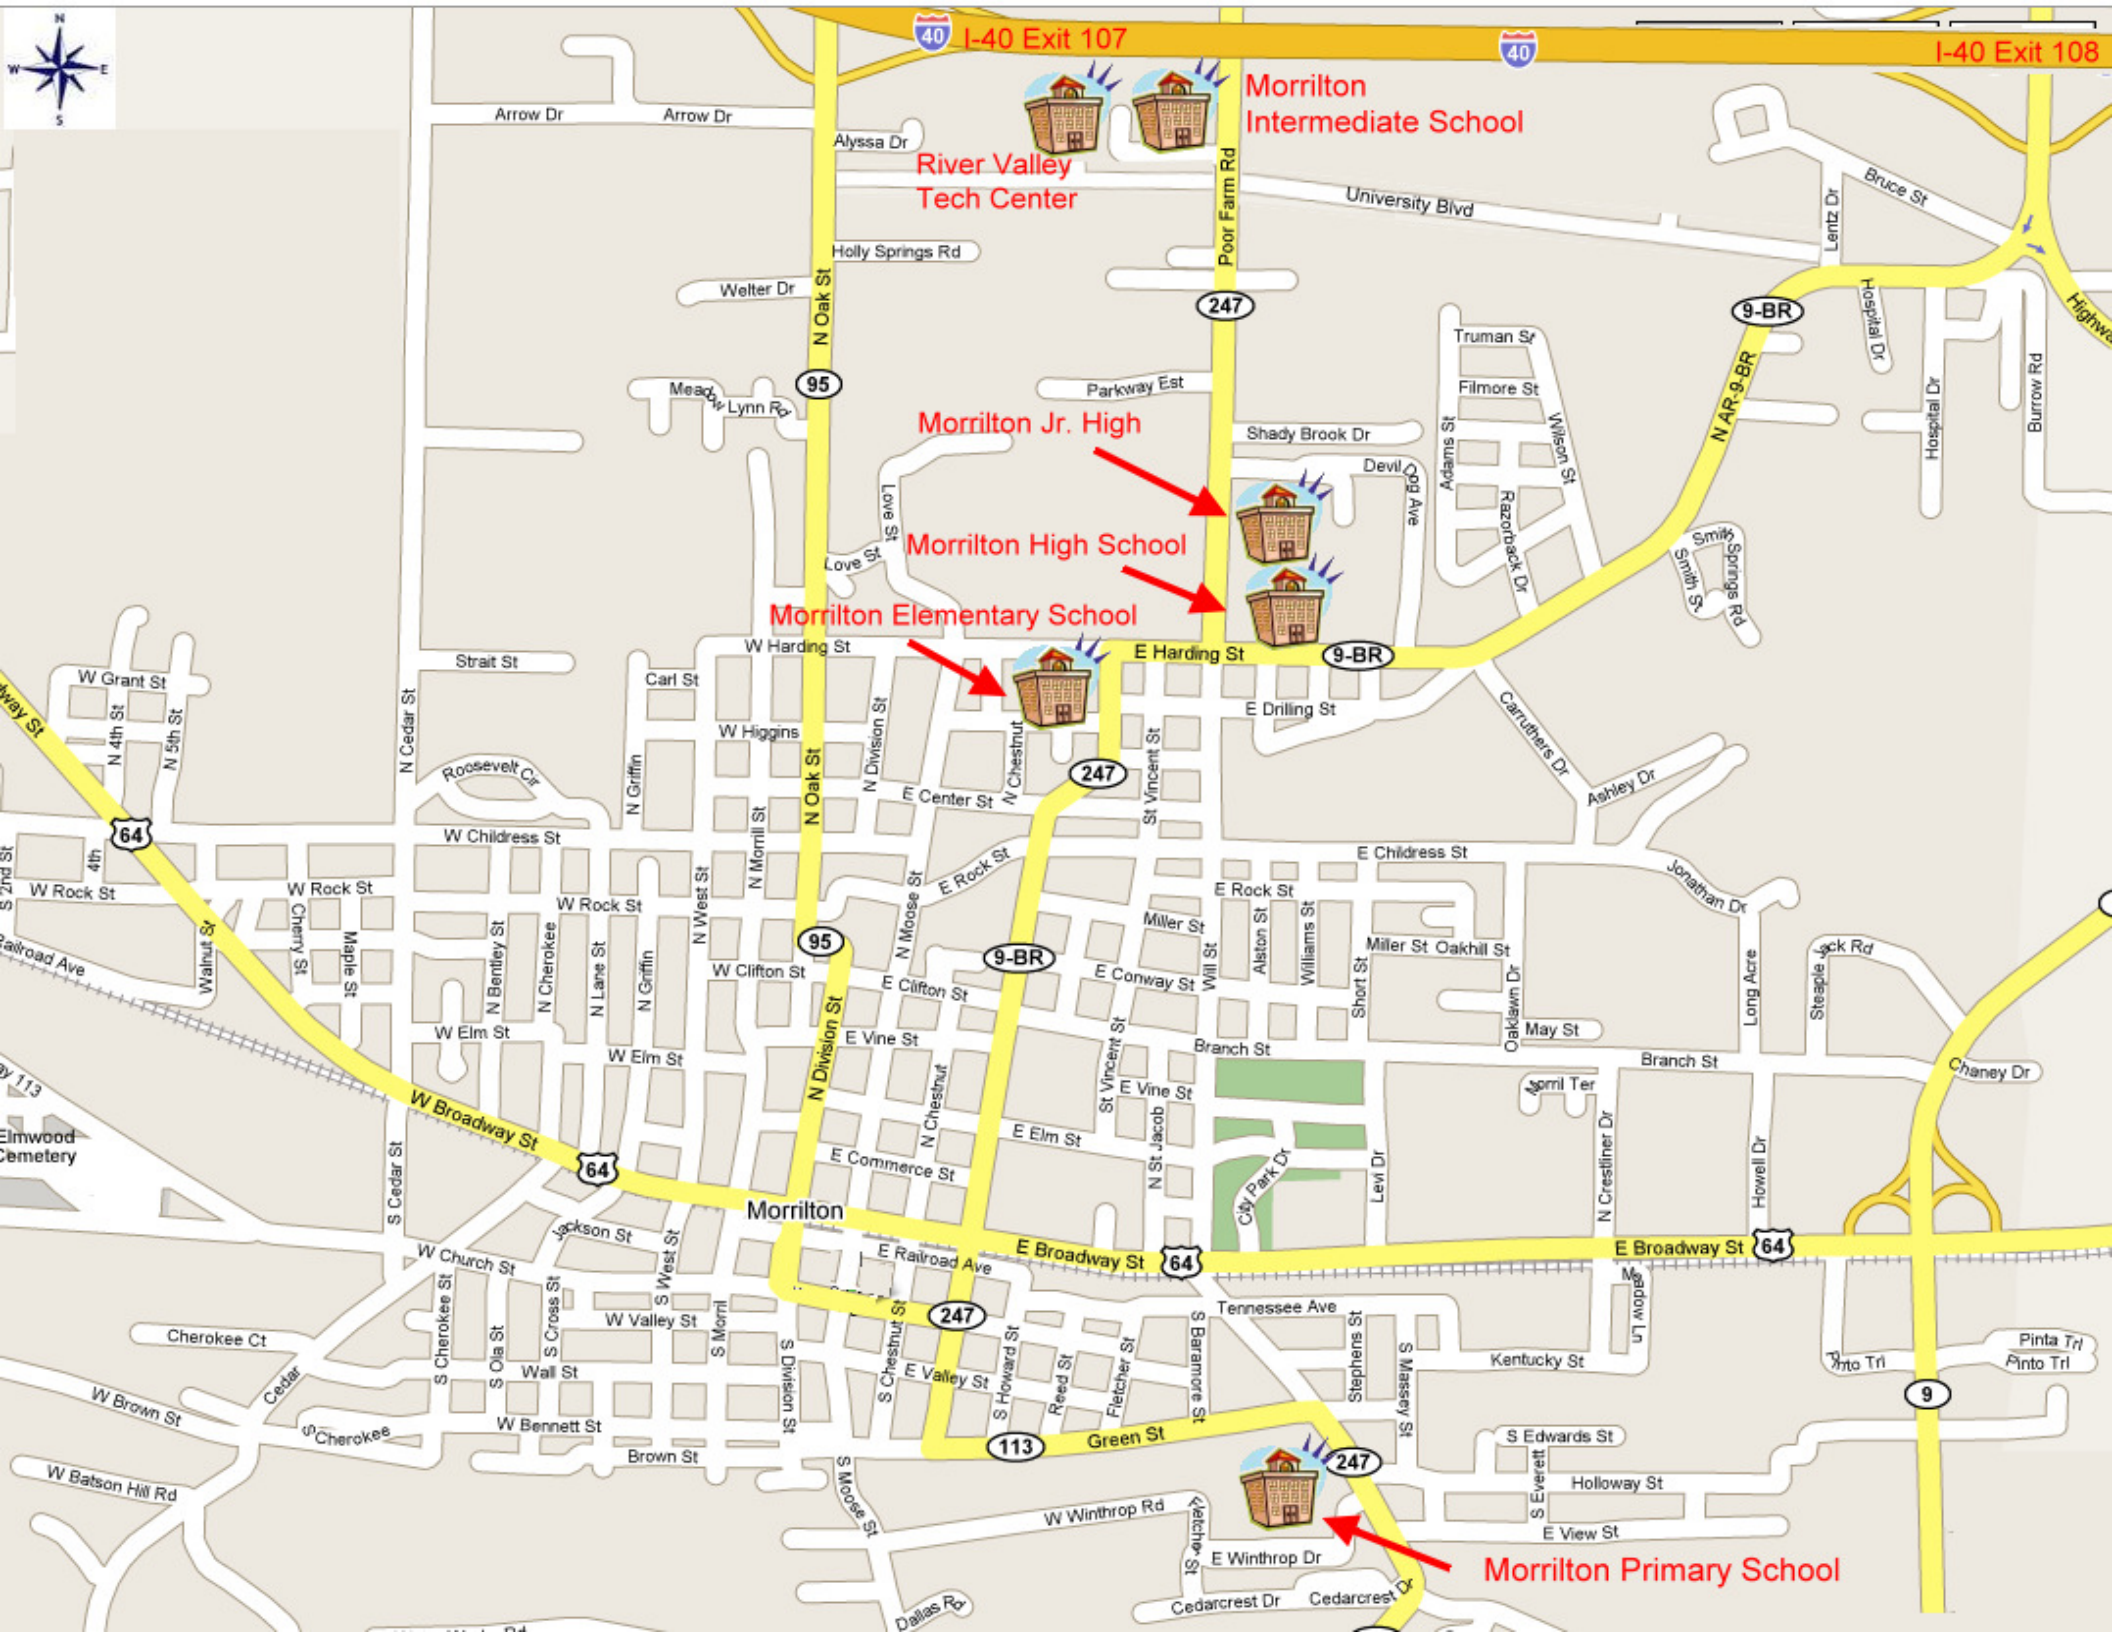 N
W
E
S
40
I-40 Exit 107
40
I-40 Exit 108
Morrilton
Intermediate School
Arrow Dr
Arrow Dr
Alyssa Dr
River Valley
Tech Center
Poor Farm Rd
University Blvd
Lentz Dr
Bruce St
Holly Springs Rd
Welter Dr
N Oak St
247
9-BR
Hospital Dr
Truman St
N AR-9-BR
Burrow Rd
95
Meadow Lynn Rd
Parkway Est
Filmore St
Hospital Dr
Morrilton Jr. High
Shady Brook Dr
Adams St
Wilson St
Devil Dog Ave
Love St
Razorback Dr
Morrilton High School
Love St
Smith Springs Rd
Smith St
Morrilton Elementary School
W Harding St
E Harding St
9-BR
Strait St
W Grant St
Carl St
N 4th St
N 5th St
N Cedar St
N Division St
E Drilling St
Carruthers Dr
W Higgins
N Chestnut
St Vincent St
Roosevelt Cir
N Griffin
N Oak St
247
Ashley Dr
E Center St
64
W Childress St
N Morrill St
E Childress St
4th
S 2nd St
W Rock St
W Rock St
W Rock St
N West St
E Rock St
E Rock St
Jonathan Dr
Walnut St
N Cherry St
Maple St
N Bentley St
N Cherokee
N Lane St
N Griffin
95
N Moose St
Miller St
Alston St
Williams St
Miller St
Oakhill St
9-BR
Railroad Ave
W Clifton St
E Clifton St
E Conway St
Will St
Short St
Oaklawn Dr
Long Acre
W Elm St
W Elm St
N Division St
E Vine St
St Vincent St
Branch St
May St
Branch St
Chaney Dr
N Chestnut
E Vine St
W Broadway St
Elmwood
Cemetery
E Elm St
N St Jacob
N Crestliner Dr
Howell Dr
S Cedar St
64
E Commerce St
City Park Dr
Levi Dr
Morrilton
Jackson St
W Church St
S West St
E Railroad Ave
E Broadway St
64
E Broadway St
64
Meadow Ln
S Cherokee St
S Cross St
247
Tennessee Ave
Cherokee Ct
W Valley St
S Morril
S Chestnut St
S Howard St
S Baramore St
Stephens St
S Massey St
Kentucky St
Pinto Trl
Pinta Trl
Pinto Trl
S Ola St
Wall St
S Division St
E Valley St
Reed St
Fletcher St
Cedar
9
W Brown St
S Cherokee
W Bennett St
Brown St
113
Green St
S Edwards St
247
W Batson Hill Rd
S Moose St
S Everett
Holloway St
W Winthrop Rd
Fletcher St
E View St
E Winthrop Dr
Morrilton Primary School
Cedarcrest Dr
Cedarcrest Dr
Dallas Rd